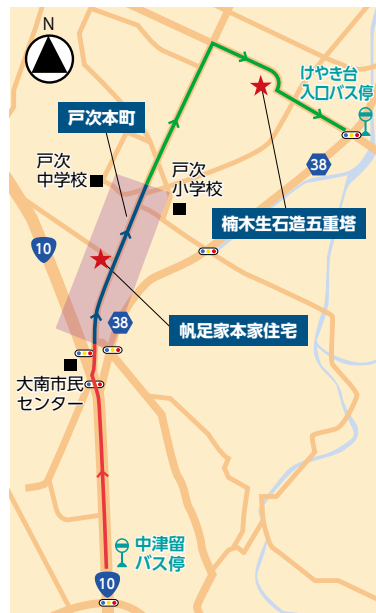 N
けやき台
入口バス停
戸次本町
戸次
中学校
戸次
小学校
38
楠木生石造五重塔
10
38
帆足家本家住宅
大南市民
センター
中津留
バス停
10